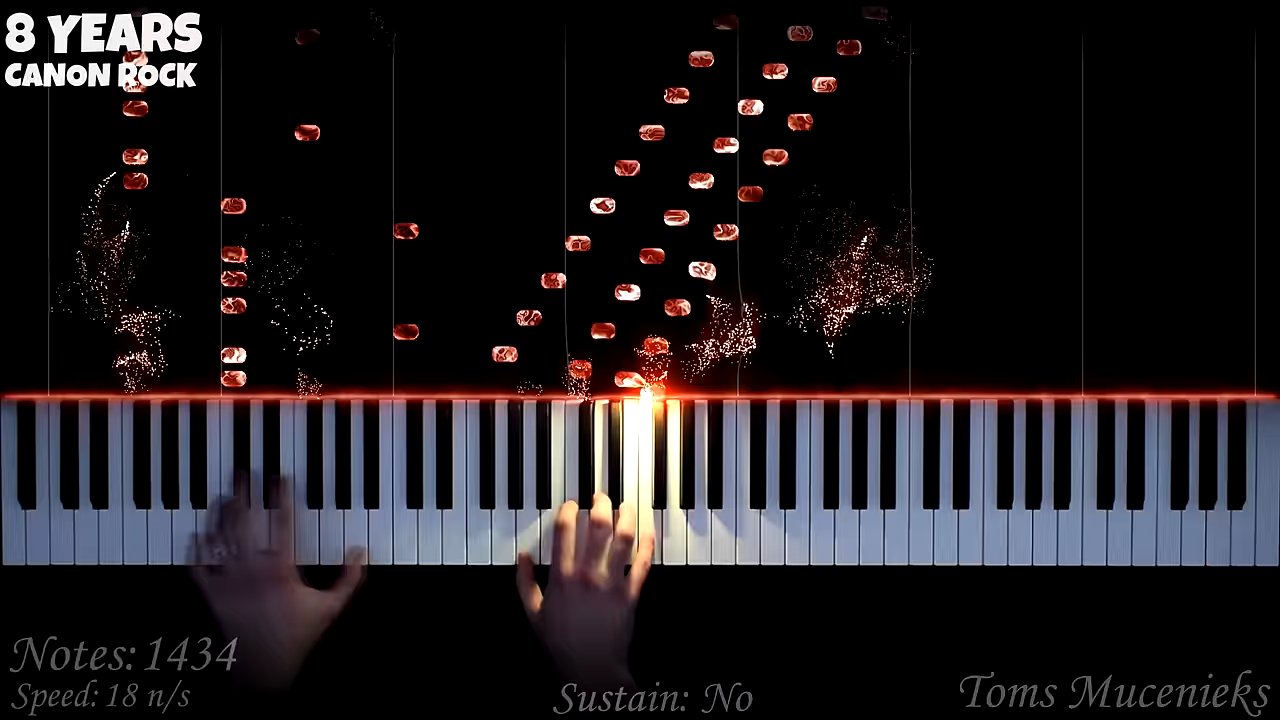 8 YEARS
CANON ROCK
Notes: 1434
Speed: 18 n/s
Sustain: No
Toms Mucenieks